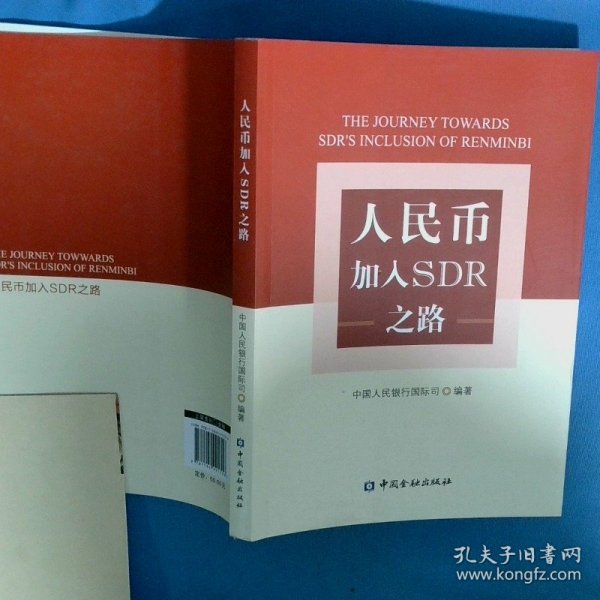 THE JOURNEY TOWARDS
SDR'S INCLUSION OF RENMINBI
人民币
加入SDR
之路
中国人民银行国际司 编著
中国金融出版社
人民币加入SDR之路
中国人民银行国际司 编著
中国金融出版社
E JOURNEY TOWWARDS
R'S INCLUSION OF RENMINBI
民币加入SDR之路
孔夫子旧书网
www.kongfz.com